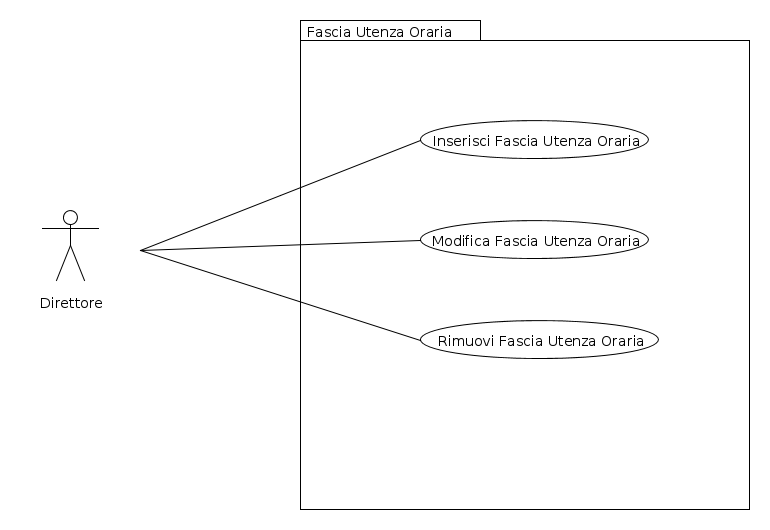 Fascia Utenza Oraria
Inserisci Fascia Utenza Oraria
Modifica Fascia Utenza Oraria
Direttore
Rimuovi Fascia Utenza Oraria